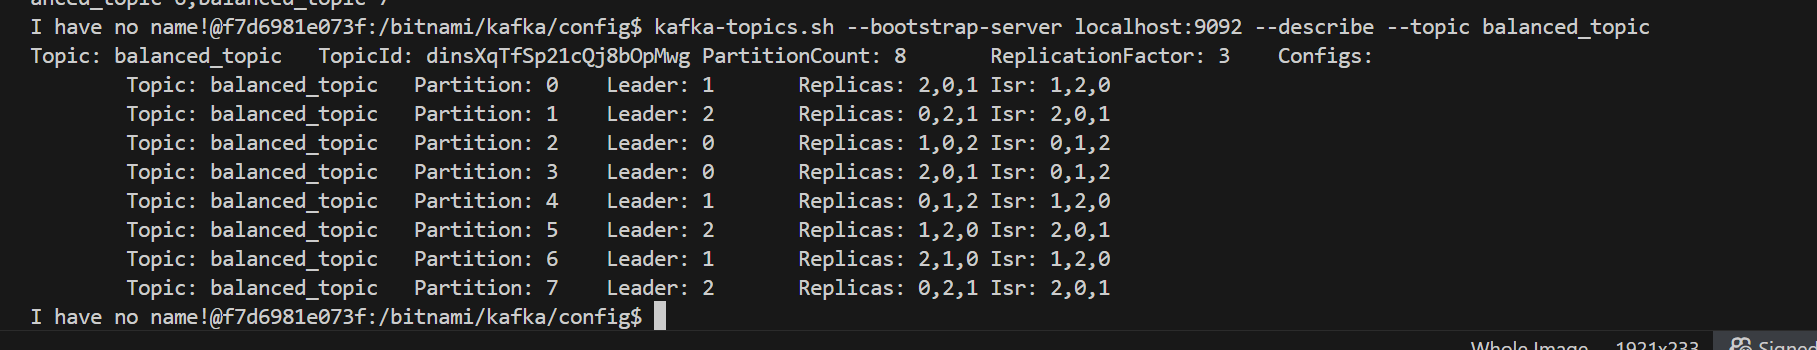 anced_topic 6,balanced_topic 7
I have no name!@f7d6981e073f:/bitnami/kafka/config$ kafka-topics.sh --bootstrap-server localhost:9092 --describe --topic balanced_topic
Topic: balanced_topic   TopicId: dinsXqTfSp21cQj8bOpMwg PartitionCount: 8       ReplicationFactor: 3    Configs:
        Topic: balanced_topic   Partition: 0    Leader: 1       Replicas: 2,0,1 Isr: 1,2,0
        Topic: balanced_topic   Partition: 1    Leader: 2       Replicas: 0,2,1 Isr: 2,0,1
        Topic: balanced_topic   Partition: 2    Leader: 0       Replicas: 1,0,2 Isr: 0,1,2
        Topic: balanced_topic   Partition: 3    Leader: 0       Replicas: 2,0,1 Isr: 0,1,2
        Topic: balanced_topic   Partition: 4    Leader: 1       Replicas: 0,1,2 Isr: 1,2,0
        Topic: balanced_topic   Partition: 5    Leader: 2       Replicas: 1,2,0 Isr: 2,0,1
        Topic: balanced_topic   Partition: 6    Leader: 1       Replicas: 2,1,0 Isr: 1,2,0
        Topic: balanced_topic   Partition: 7    Leader: 2       Replicas: 0,2,1 Isr: 2,0,1
I have no name!@f7d6981e073f:/bitnami/kafka/config$
Whole Image 1921x233 Signed